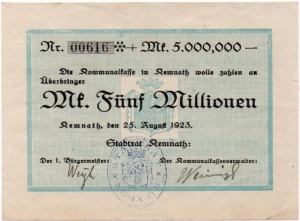 Nr. 00616 ※ + Mk. 5.000,000 —
Die Kommunalkasse in Kemnath wolle zahlen an
Überbringer
Mk. Fünf Millionen
Kemnath, den 25. August 1923.
Stadtrat Kemnath:
Der 1. Bürgermeister: Der Kommunalkassenverwalter: